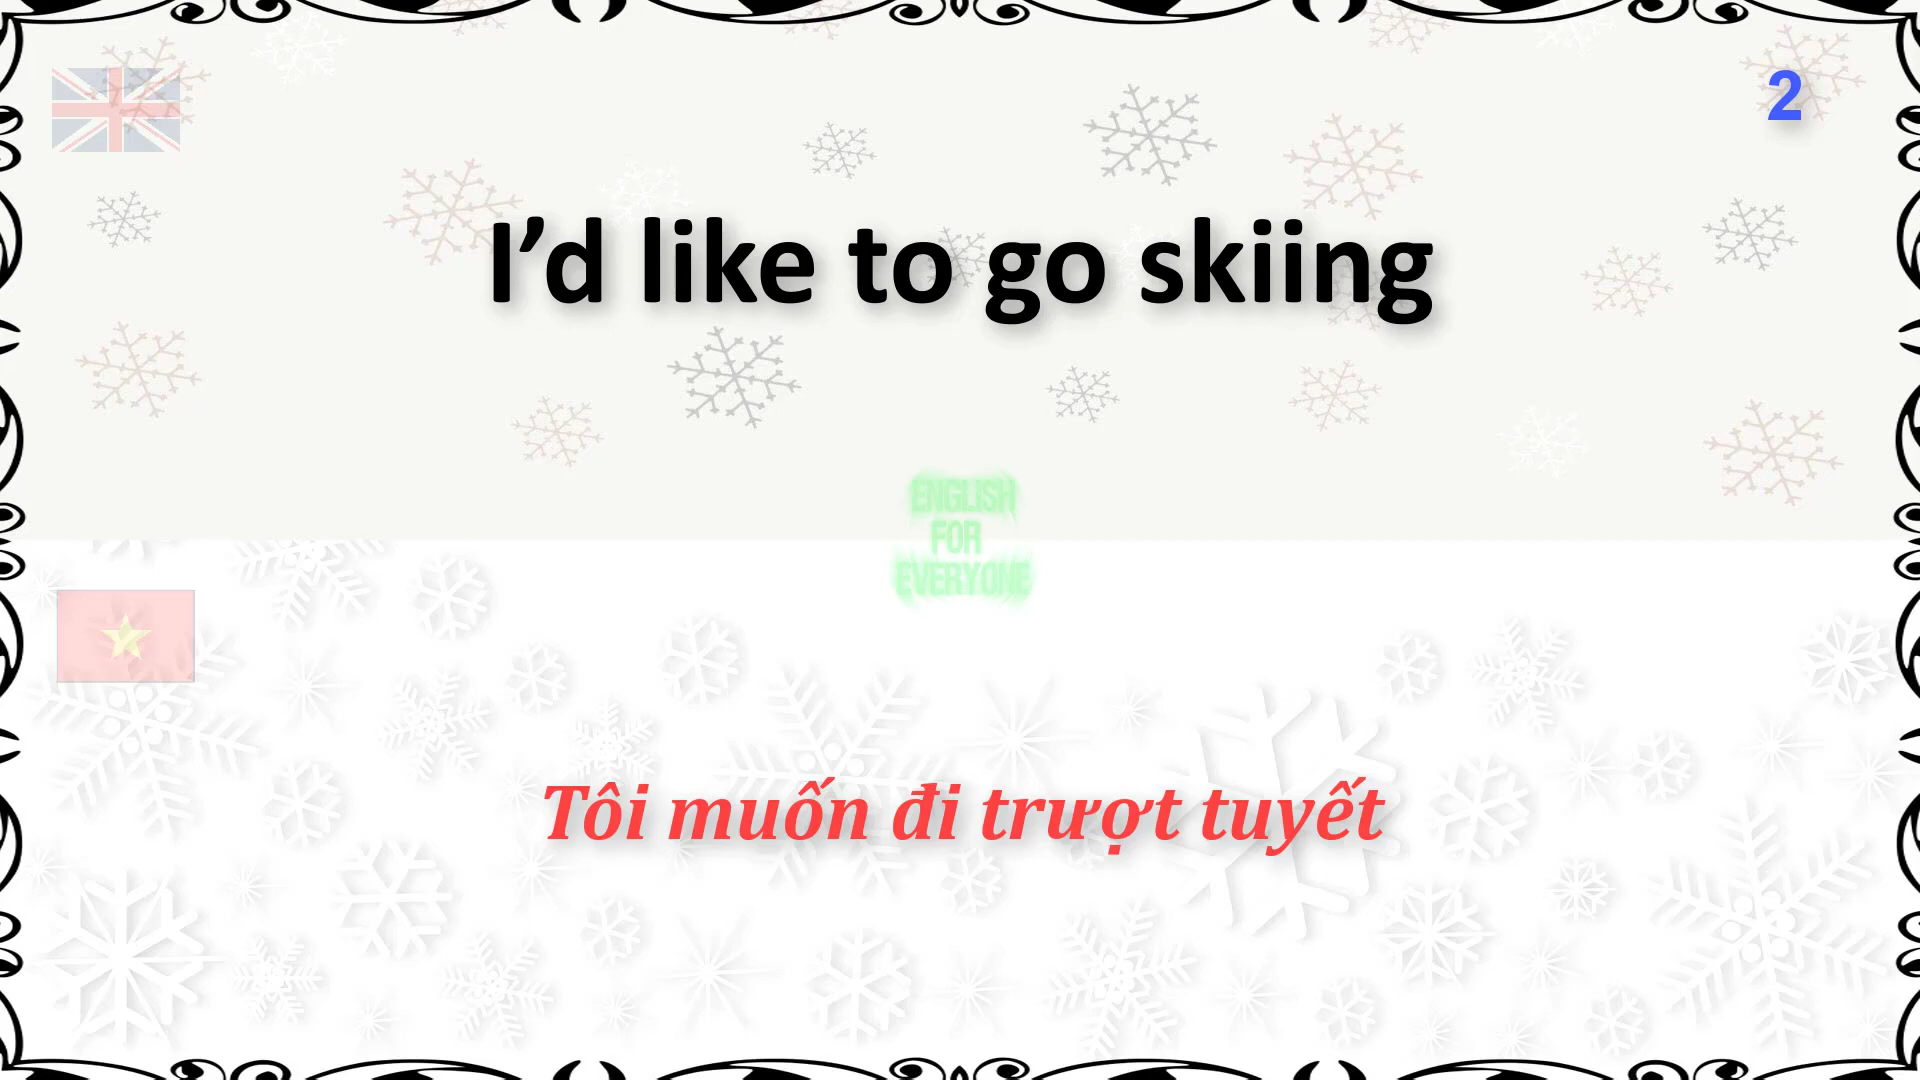 2
I’d like to go skiing
ENGLISH
FOR
EVERYONE
Tôi muốn đi trượt tuyết